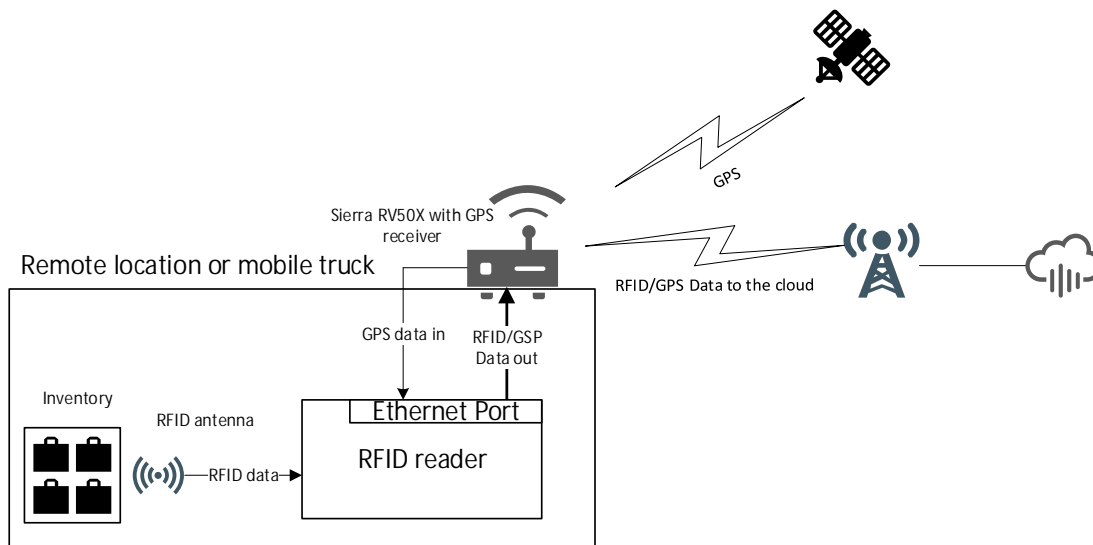 GPS
Sierra RV50X with GPS
receiver
Remote location or mobile truck
RFID/GPS Data to the cloud
GPS data in
RFID/GSP
Data out
Inventory
RFID antenna
Ethernet Port
RFID reader
RFID data